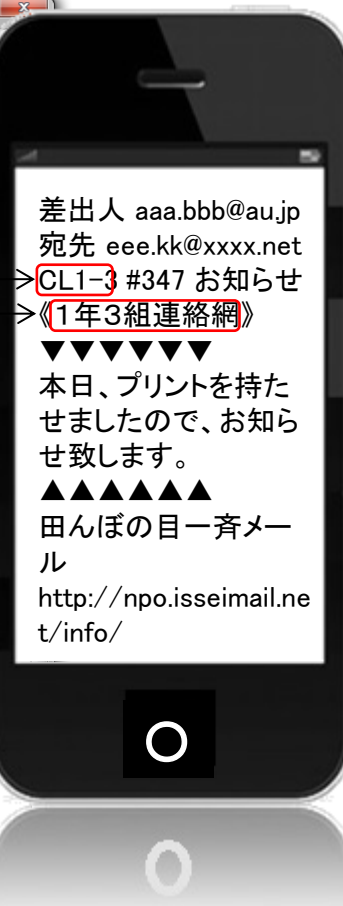 差出人 aaa.bbb@au.jp
宛先 eee.kk@xxxx.net
CL1-3 #347 お知らせ
《１年３組連絡網》
▼▼▼▼▼▼
本日、プリントを持た
せましたので、お知ら
せ致します。
▲▲▲▲▲▲
田んぼの目一斉メー
ル
http://npo.isseimail.ne
t/info/